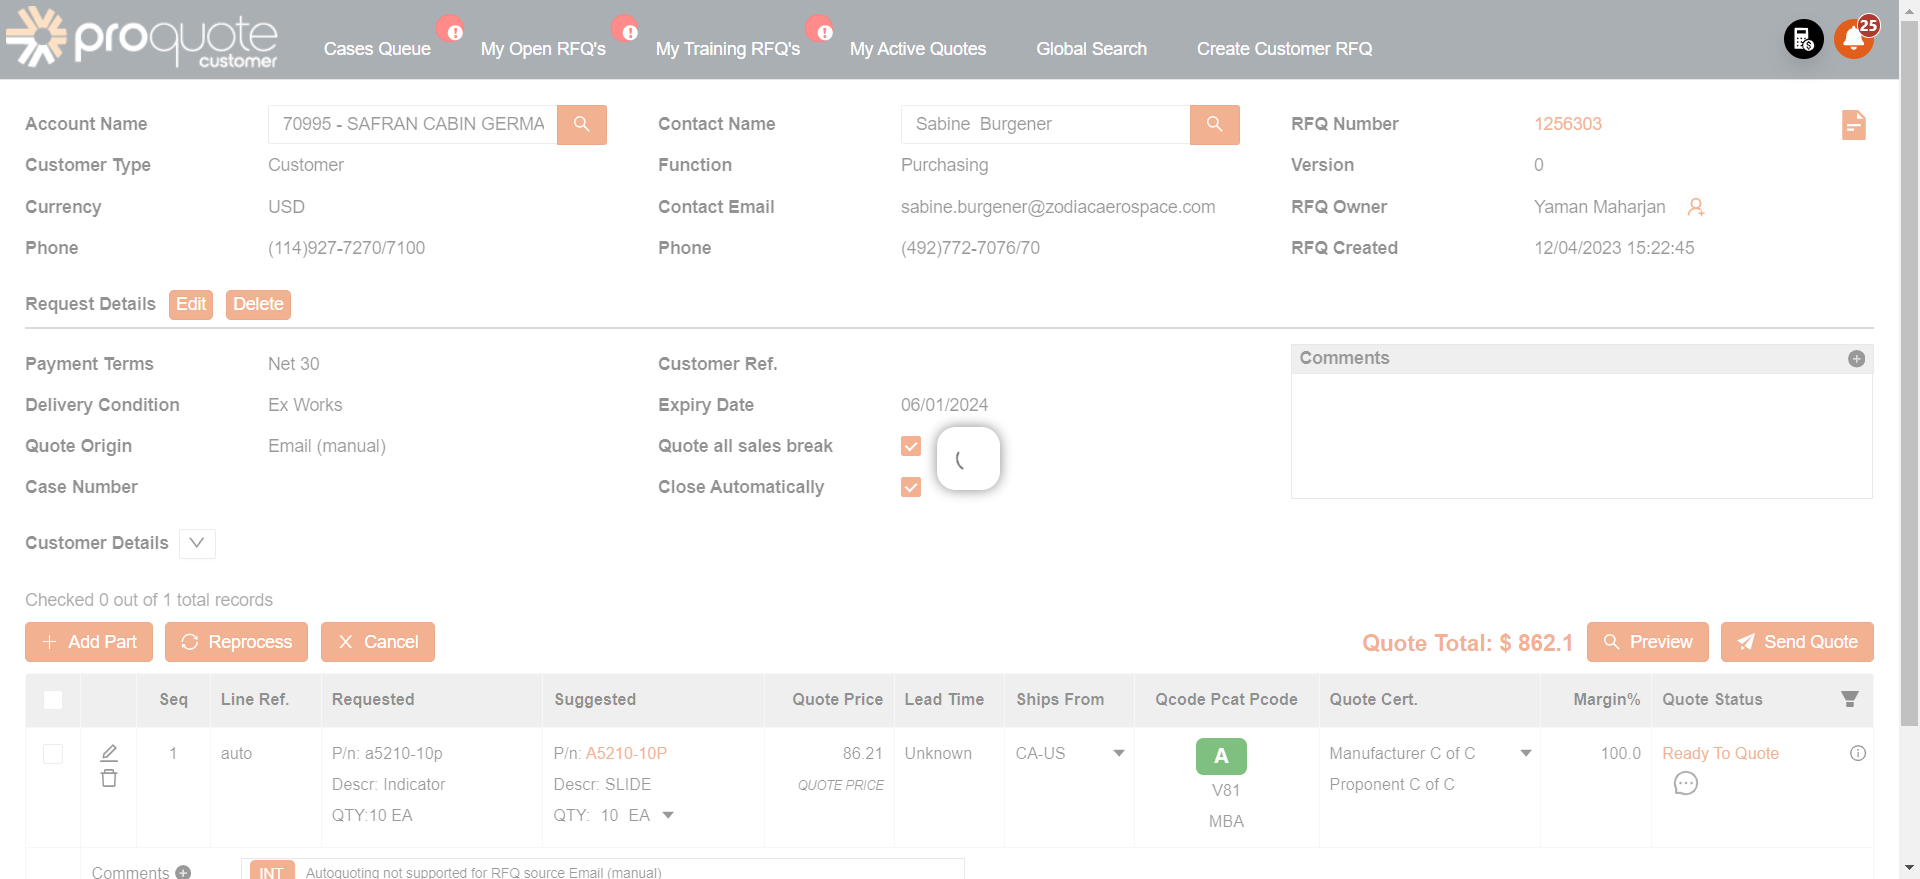 proquote
customer
Cases Queue
My Open RFQ's
My Training RFQ's
My Active Quotes
Global Search
Create Customer RFQ
25
Account Name
70995 - SAFRAN CABIN GERMA
Contact Name
Sabine Burgener
RFQ Number
1256303
Customer Type
Customer
Function
Purchasing
Version
0
Currency
USD
Contact Email
sabine.burgener@zodiacaerospace.com
RFQ Owner
Yaman Maharjan
Phone
(114)927-7270/7100
Phone
(492)772-7076/70
RFQ Created
12/04/2023 15:22:45
Request Details
Edit
Delete
Payment Terms
Net 30
Customer Ref.
Comments
Delivery Condition
Ex Works
Expiry Date
06/01/2024
Quote Origin
Email (manual)
Quote all sales break
Case Number
Close Automatically
Customer Details
Checked 0 out of 1 total records
Add Part
Reprocess
Cancel
Quote Total: $ 862.1
Preview
Send Quote
Seq
Line Ref.
Requested
Suggested
Quote Price
Lead Time
Ships From
Qcode Pcat Pcode
Quote Cert.
Margin%
Quote Status
1
auto
P/n: a5210-10p
Descr: Indicator
QTY:10 EA
P/n: A5210-10P
Descr: SLIDE
QTY: 10 EA
86.21
QUOTE PRICE
Unknown
CA-US
A
V81
MBA
Manufacturer C of C
Proponent C of C
100.0
Ready To Quote
Comments
INT
Autoquoting not supported for RFQ source Email (manual)